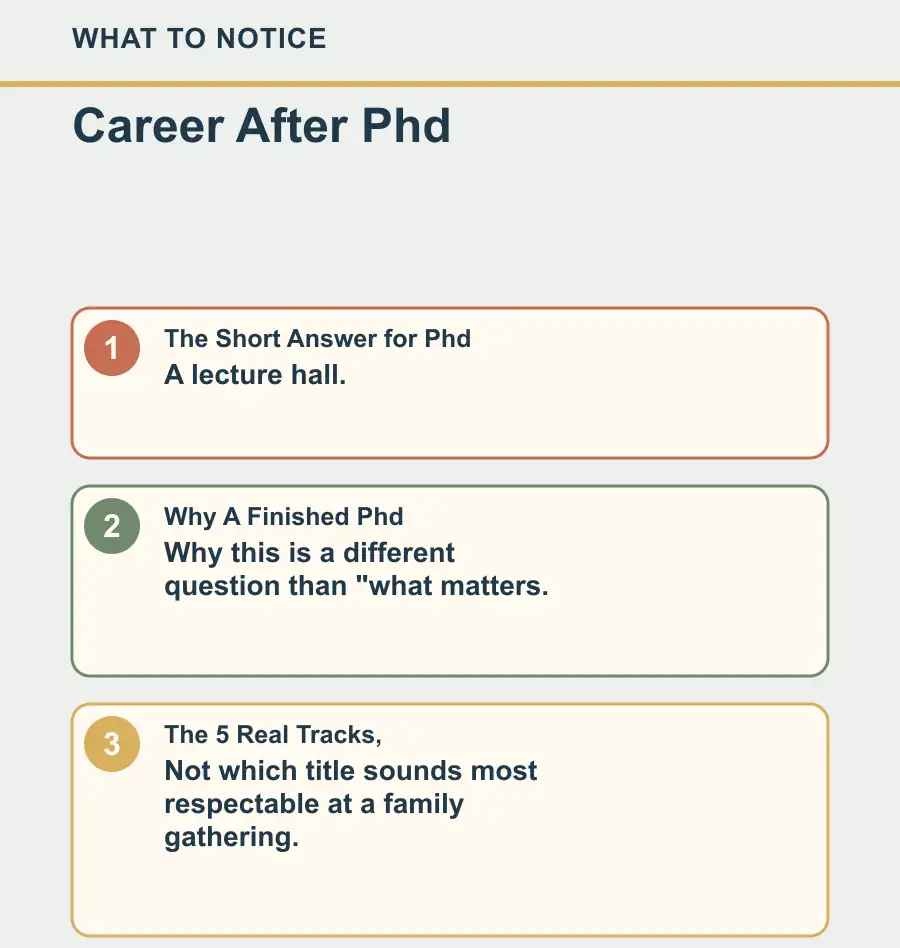 WHAT TO NOTICE
Career After Phd
1
The Short Answer for Phd
A lecture hall.
2
Why A Finished Phd
Why this is a different
question than "what matters.
3
The 5 Real Tracks,
Not which title sounds most
respectable at a family
gathering.